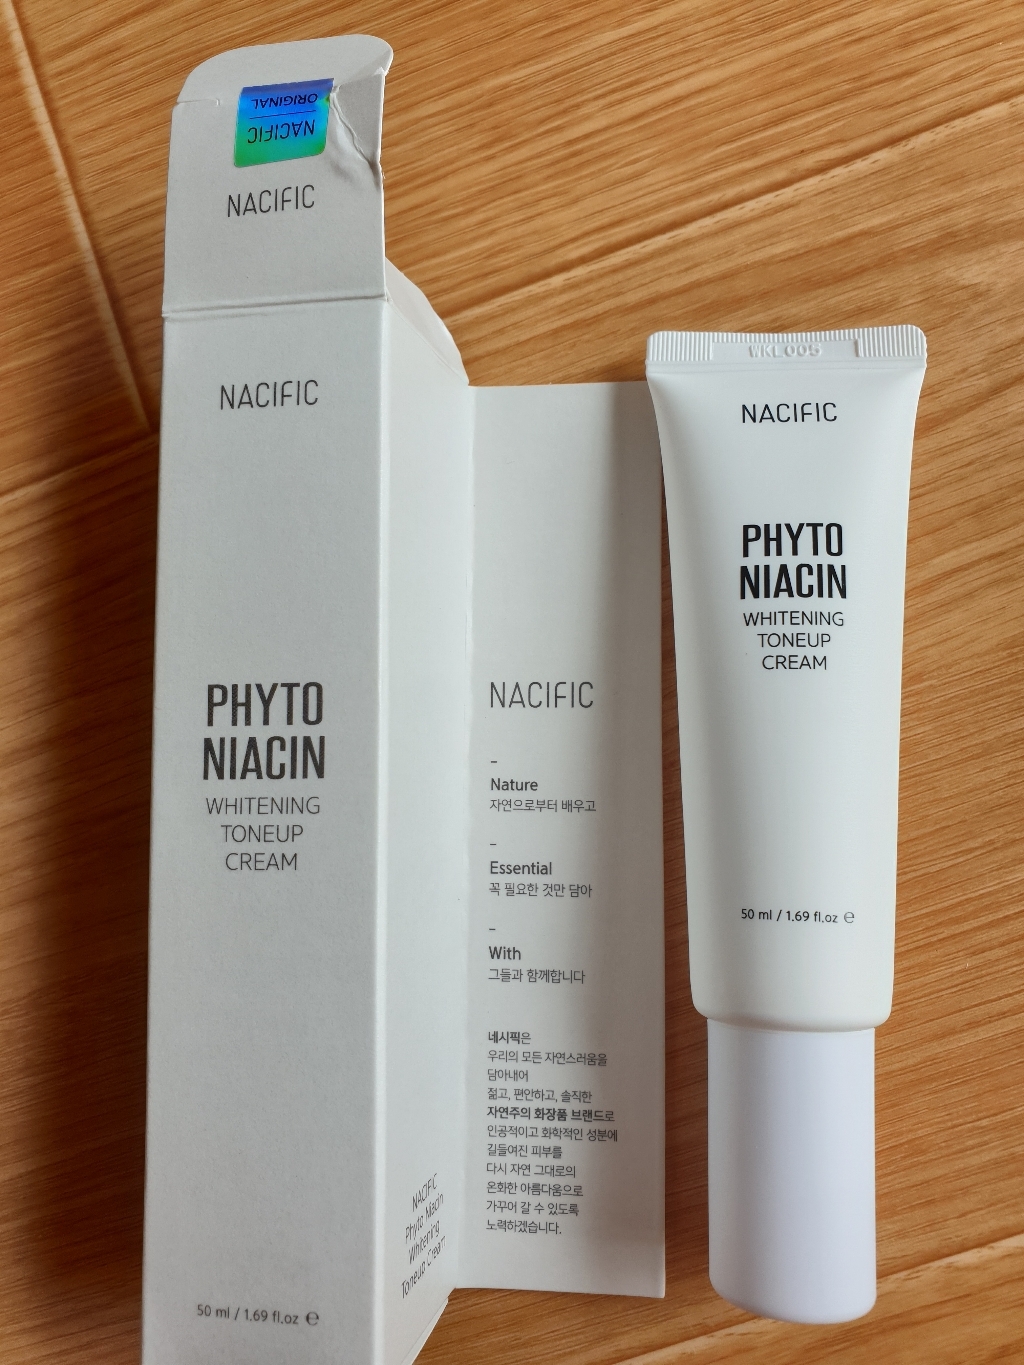 NACIFIC
ORIGINAL
NACIFIC
NACIFIC
PHYTO
NIACIN
WHITENING
TONEUP
CREAM
50 ml / 1.69 fl.oz ℮
NACIFIC
Phyto Niacin
Whitening
Toneup Cream
NACIFIC
–
Nature
자연으로부터 배우고
–
Essential
꼭 필요한 것만 담아
–
With
그들과 함께합니다
네시픽은
우리의 모든 자연스러움을
담아내어
젊고, 편안하고, 솔직한
자연주의 화장품 브랜드로
인공적이고 화학적인 성분에
길들여진 피부를
다시 자연 그대로의
온화한 아름다움으로
가꾸어 갈 수 있도록
노력하겠습니다.
WKL005
NACIFIC
PHYTO
NIACIN
WHITENING
TONEUP
CREAM
50 ml / 1.69 fl.oz ℮